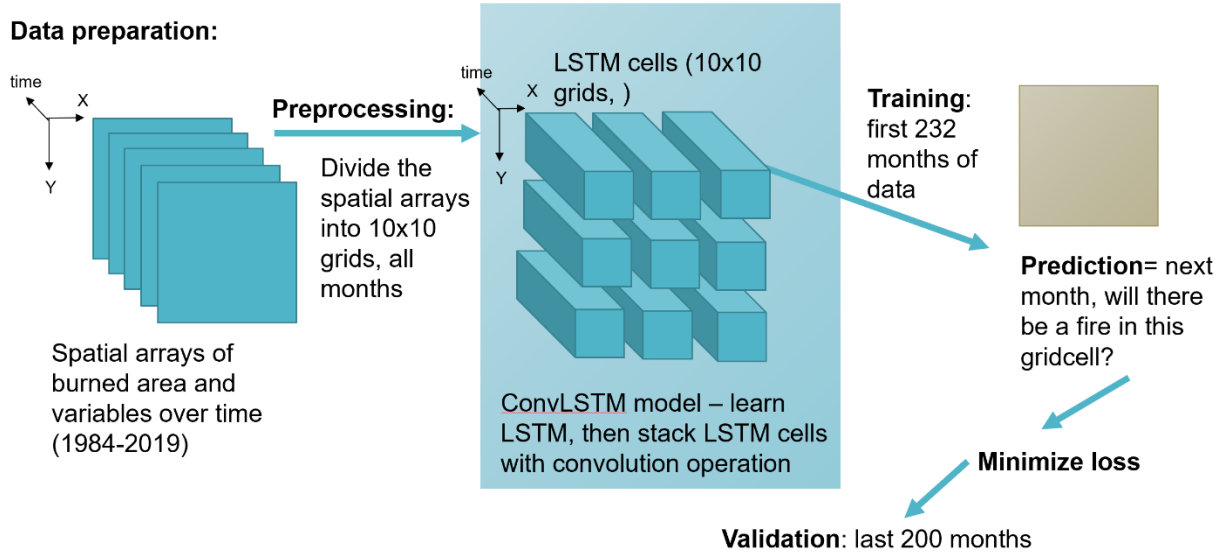 Data preparation:
time
X
Y
Spatial arrays of
burned area and
variables over time
(1984-2019)
Preprocessing:
Divide the
spatial arrays
into 10x10
grids, all
months
time
X
Y
LSTM cells (10x10
grids, )
ConvLSTM model – learn
LSTM, then stack LSTM cells
with convolution operation
Training:
first 232
months of
data
Prediction= next
month, will there
be a fire in this
gridcell?
Minimize loss
Validation: last 200 months